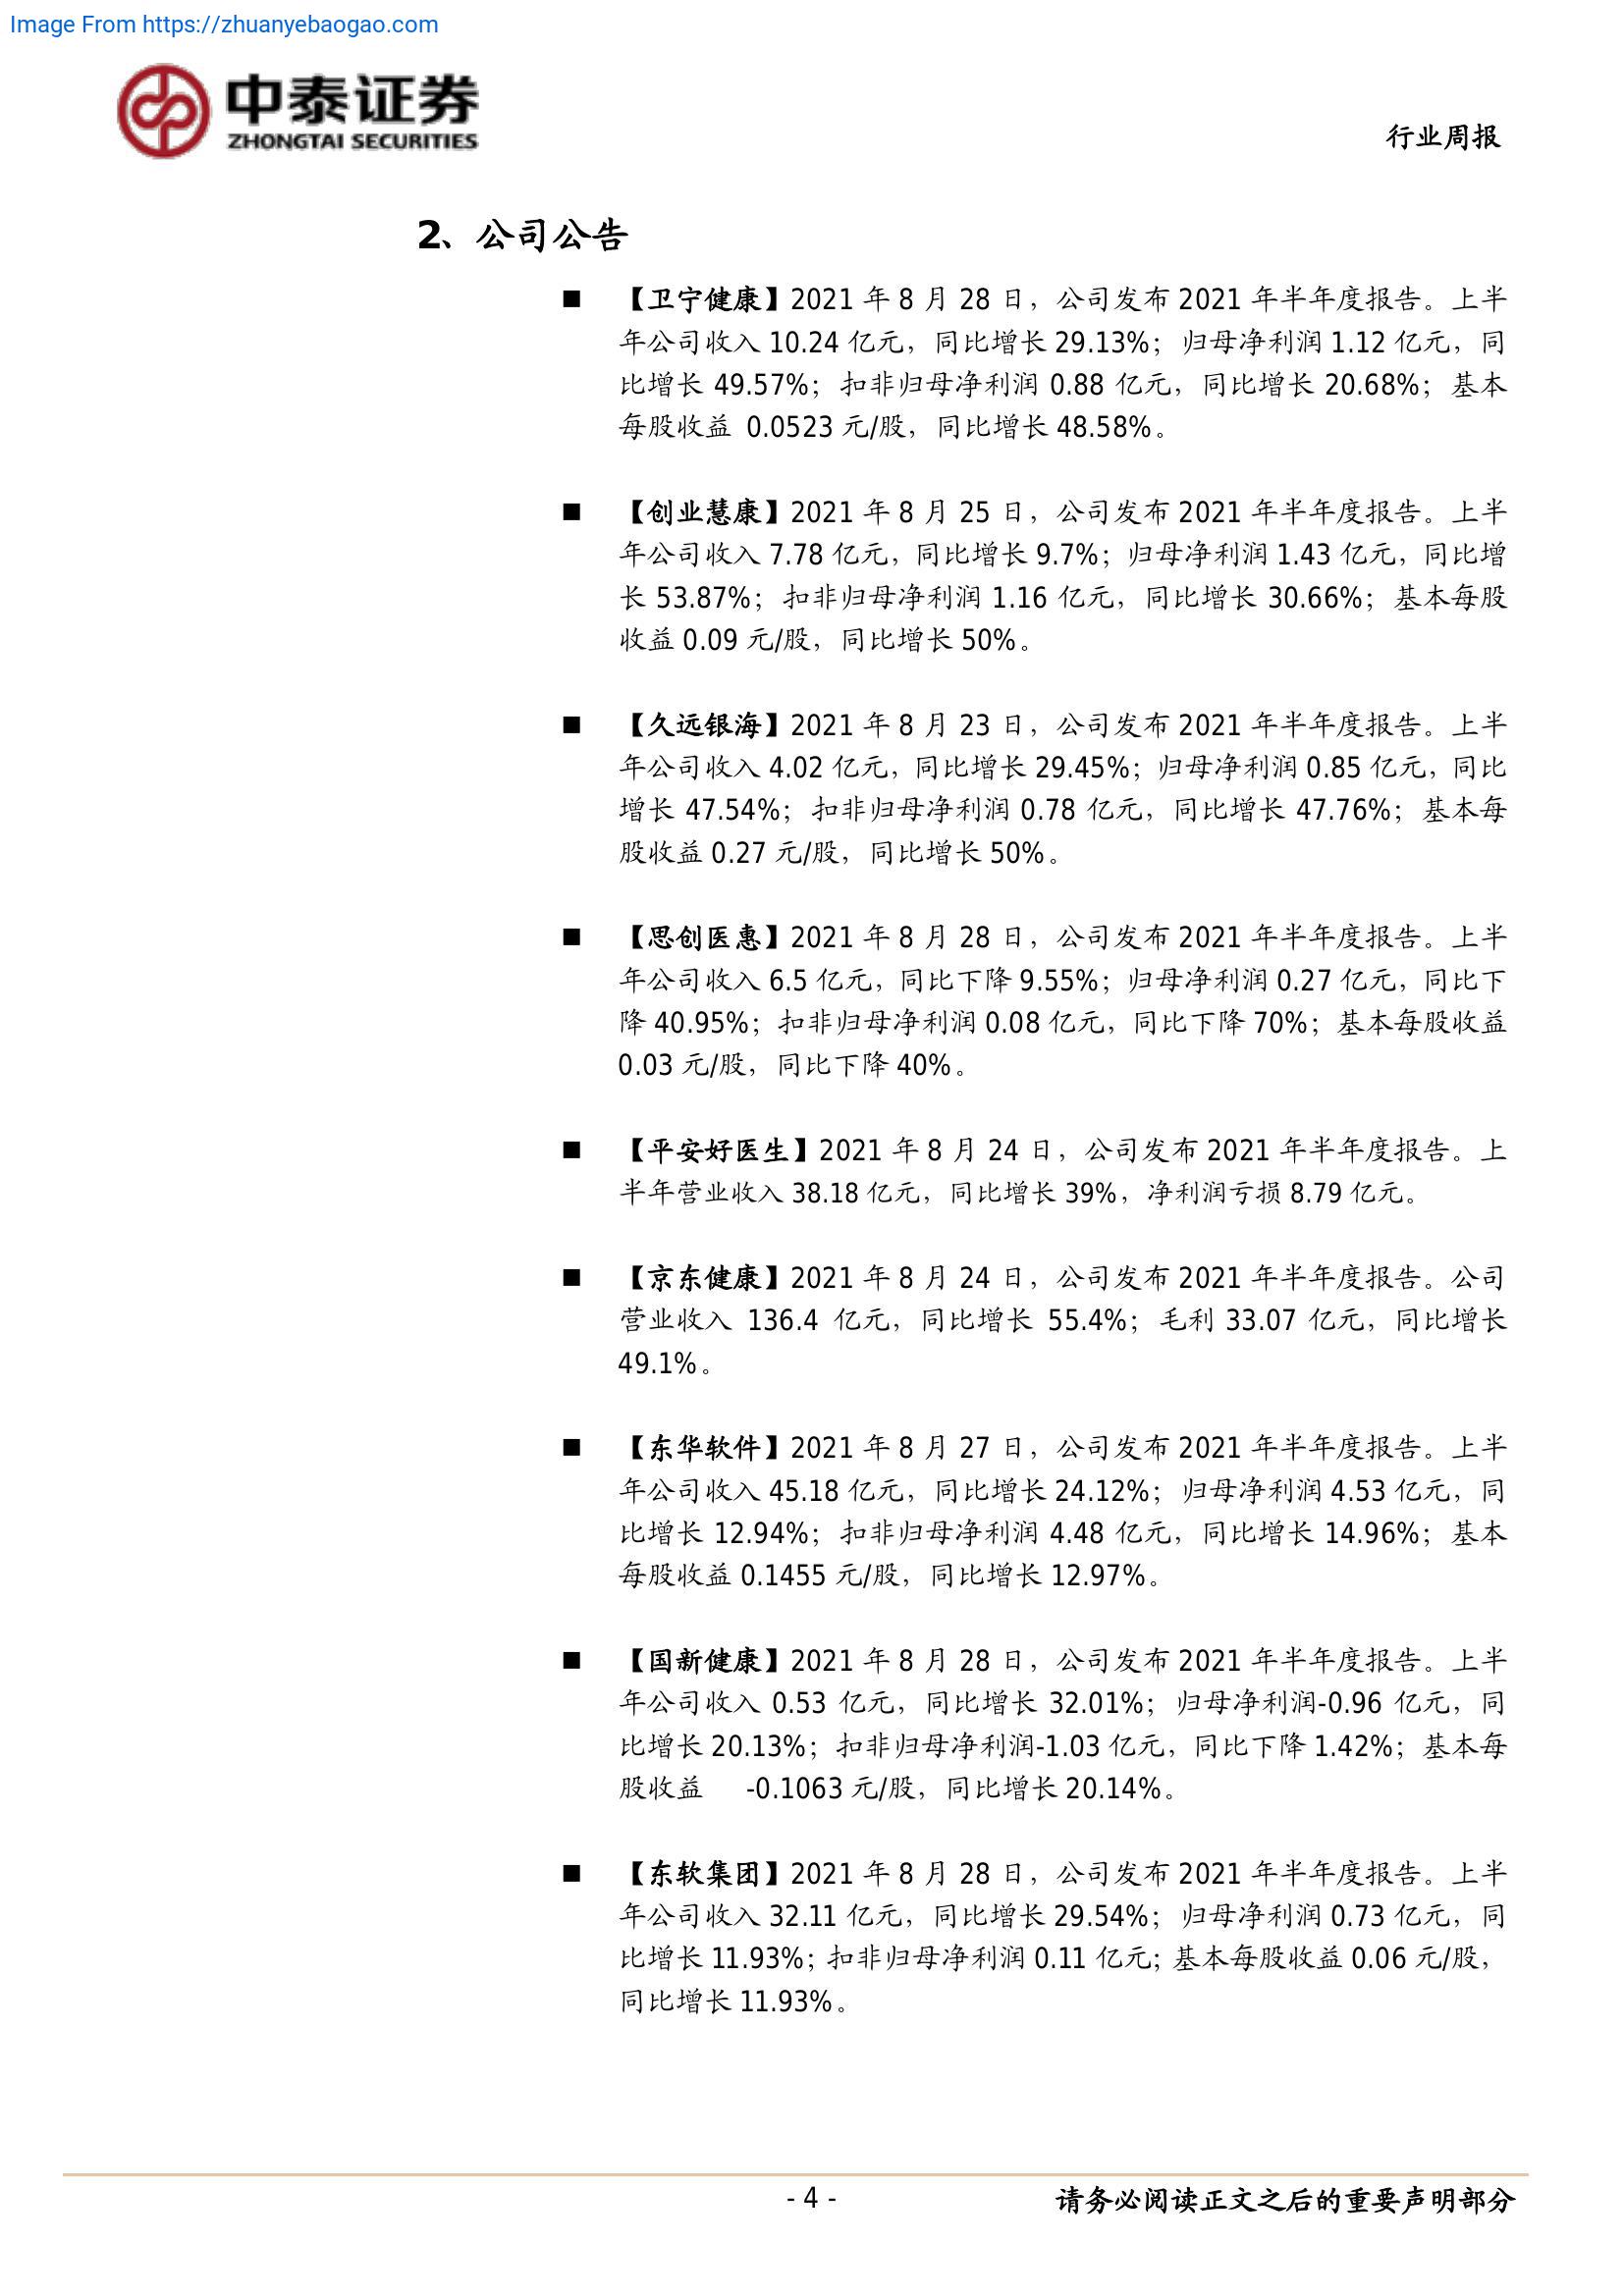 Image From https://zhuanyebaogao.com
中泰证券
ZHONGTAI SECURITIES
行业周报
2、公司公告
■ 【卫宁健康】2021 年 8 月 28 日，公司发布 2021 年半年度报告。上半
年公司收入 10.24 亿元，同比增长 29.13%；归母净利润 1.12 亿元，同
比增长 49.57%；扣非归母净利润 0.88 亿元，同比增长 20.68%；基本
每股收益 0.0523 元/股，同比增长 48.58%。
■ 【创业慧康】2021 年 8 月 25 日，公司发布 2021 年半年度报告。上半
年公司收入 7.78 亿元，同比增长 9.7%；归母净利润 1.43 亿元，同比增
长 53.87%；扣非归母净利润 1.16 亿元，同比增长 30.66%；基本每股
收益 0.09 元/股，同比增长 50%。
■ 【久远银海】2021 年 8 月 23 日，公司发布 2021 年半年度报告。上半
年公司收入 4.02 亿元，同比增长 29.45%；归母净利润 0.85 亿元，同比
增长 47.54%；扣非归母净利润 0.78 亿元，同比增长 47.76%；基本每
股收益 0.27 元/股，同比增长 50%。
■ 【思创医惠】2021 年 8 月 28 日，公司发布 2021 年半年度报告。上半
年公司收入 6.5 亿元，同比下降 9.55%；归母净利润 0.27 亿元，同比下
降 40.95%；扣非归母净利润 0.08 亿元，同比下降 70%；基本每股收益
0.03 元/股，同比下降 40%。
■ 【平安好医生】2021 年 8 月 24 日，公司发布 2021 年半年度报告。上
半年营业收入 38.18 亿元，同比增长 39%，净利润亏损 8.79 亿元。
■ 【京东健康】2021 年 8 月 24 日，公司发布 2021 年半年度报告。公司
营业收入 136.4 亿元，同比增长 55.4%；毛利 33.07 亿元，同比增长
49.1%。
■ 【东华软件】2021 年 8 月 27 日，公司发布 2021 年半年度报告。上半
年公司收入 45.18 亿元，同比增长 24.12%；归母净利润 4.53 亿元，同
比增长 12.94%；扣非归母净利润 4.48 亿元，同比增长 14.96%；基本
每股收益 0.1455 元/股，同比增长 12.97%。
■ 【国新健康】2021 年 8 月 28 日，公司发布 2021 年半年度报告。上半
年公司收入 0.53 亿元，同比增长 32.01%；归母净利润-0.96 亿元，同
比增长 20.13%；扣非归母净利润-1.03 亿元，同比下降 1.42%；基本每
股收益 -0.1063 元/股，同比增长 20.14%。
■ 【东软集团】2021 年 8 月 28 日，公司发布 2021 年半年度报告。上半
年公司收入 32.11 亿元，同比增长 29.54%；归母净利润 0.73 亿元，同
比增长 11.93%；扣非归母净利润 0.11 亿元；基本每股收益 0.06 元/股，
同比增长 11.93%。
- 4 -
请务必阅读正文之后的重要声明部分